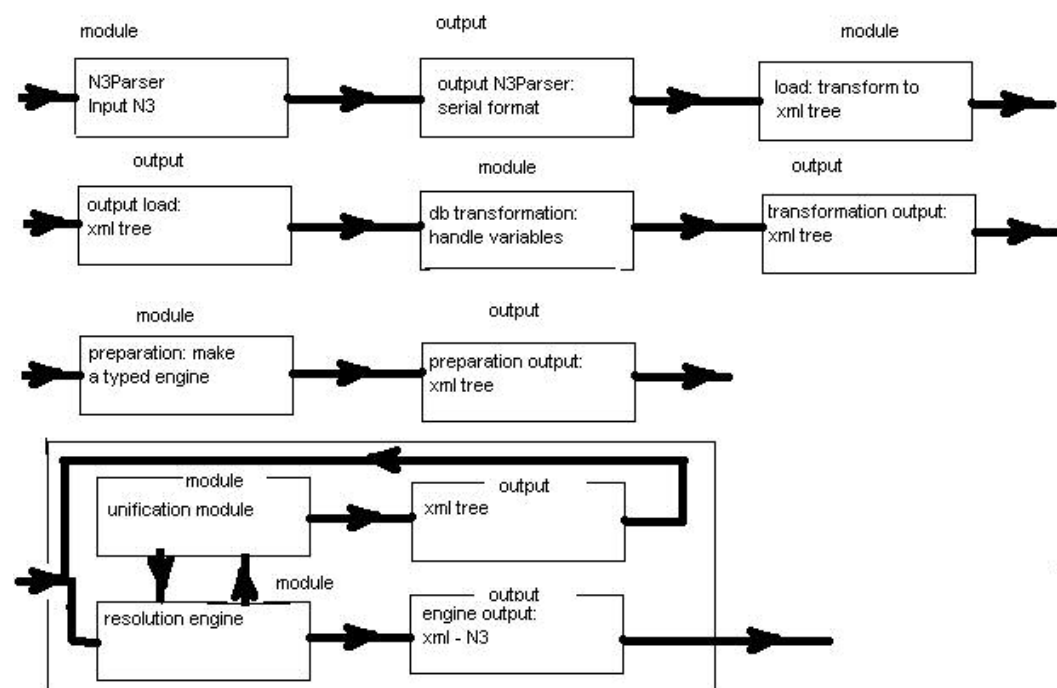 module
output
module
N3Parser
Input N3
output N3Parser:
serial format
load: transform to
xml tree
output
module
output
output load:
xml tree
db transformation:
handle variables
transformation output:
xml tree
module
output
preparation: make
a typed engine
preparation output:
xml tree
module
output
unification module
xml tree
module
output
resolution engine
engine output:
xml - N3